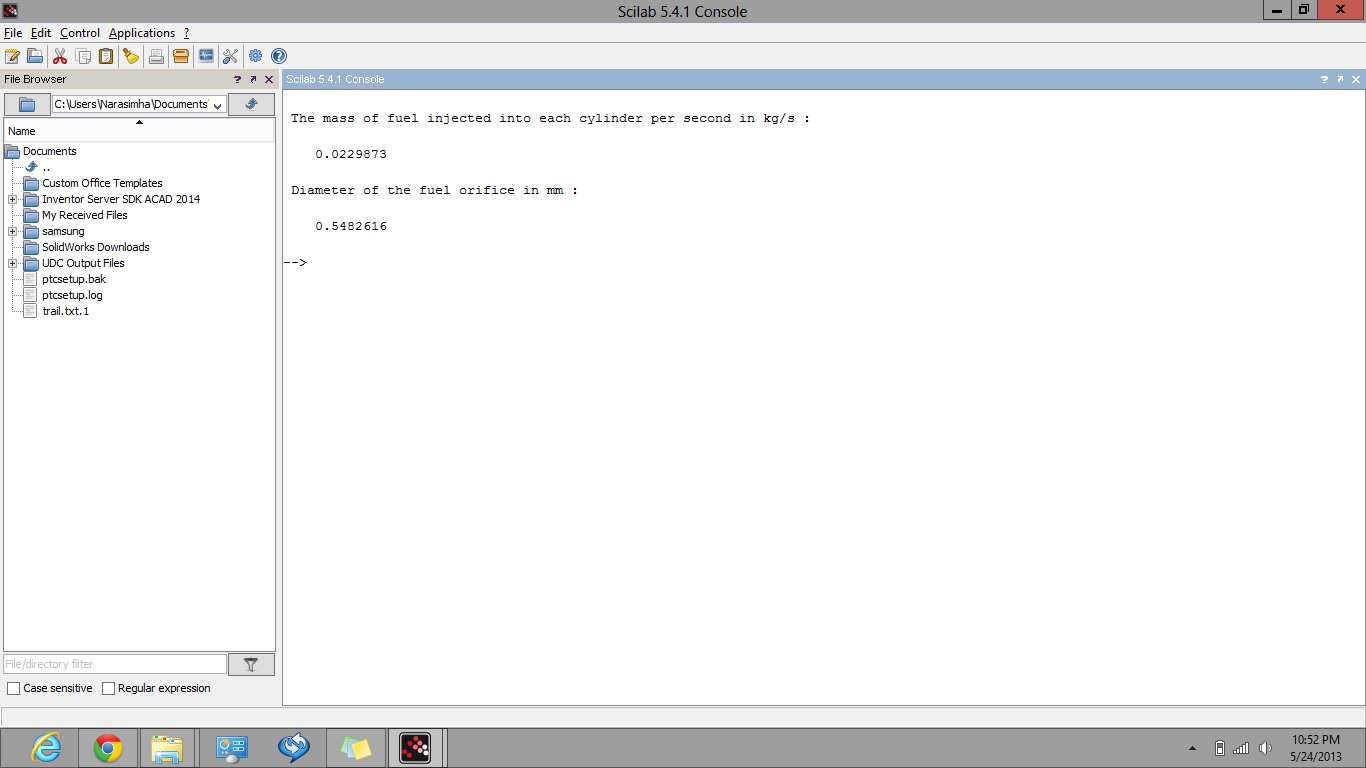 Scilab 5.4.1 Console
File Edit Control Applications ?
File Browser
C:\Users\Narasimha\Documents
Name
Documents
..
Custom Office Templates
Inventor Server SDK ACAD 2014
My Received Files
samsung
SolidWorks Downloads
UDC Output Files
ptcsetup.bak
ptcsetup.log
trail.txt.1
File/directory filter
Case sensitive Regular expression
Scilab 5.4.1 Console
The mass of fuel injected into each cylinder per second in kg/s :
0.0229873
Diameter of the fuel orifice in mm :
0.5482616
-->
10:52 PM
5/24/2013